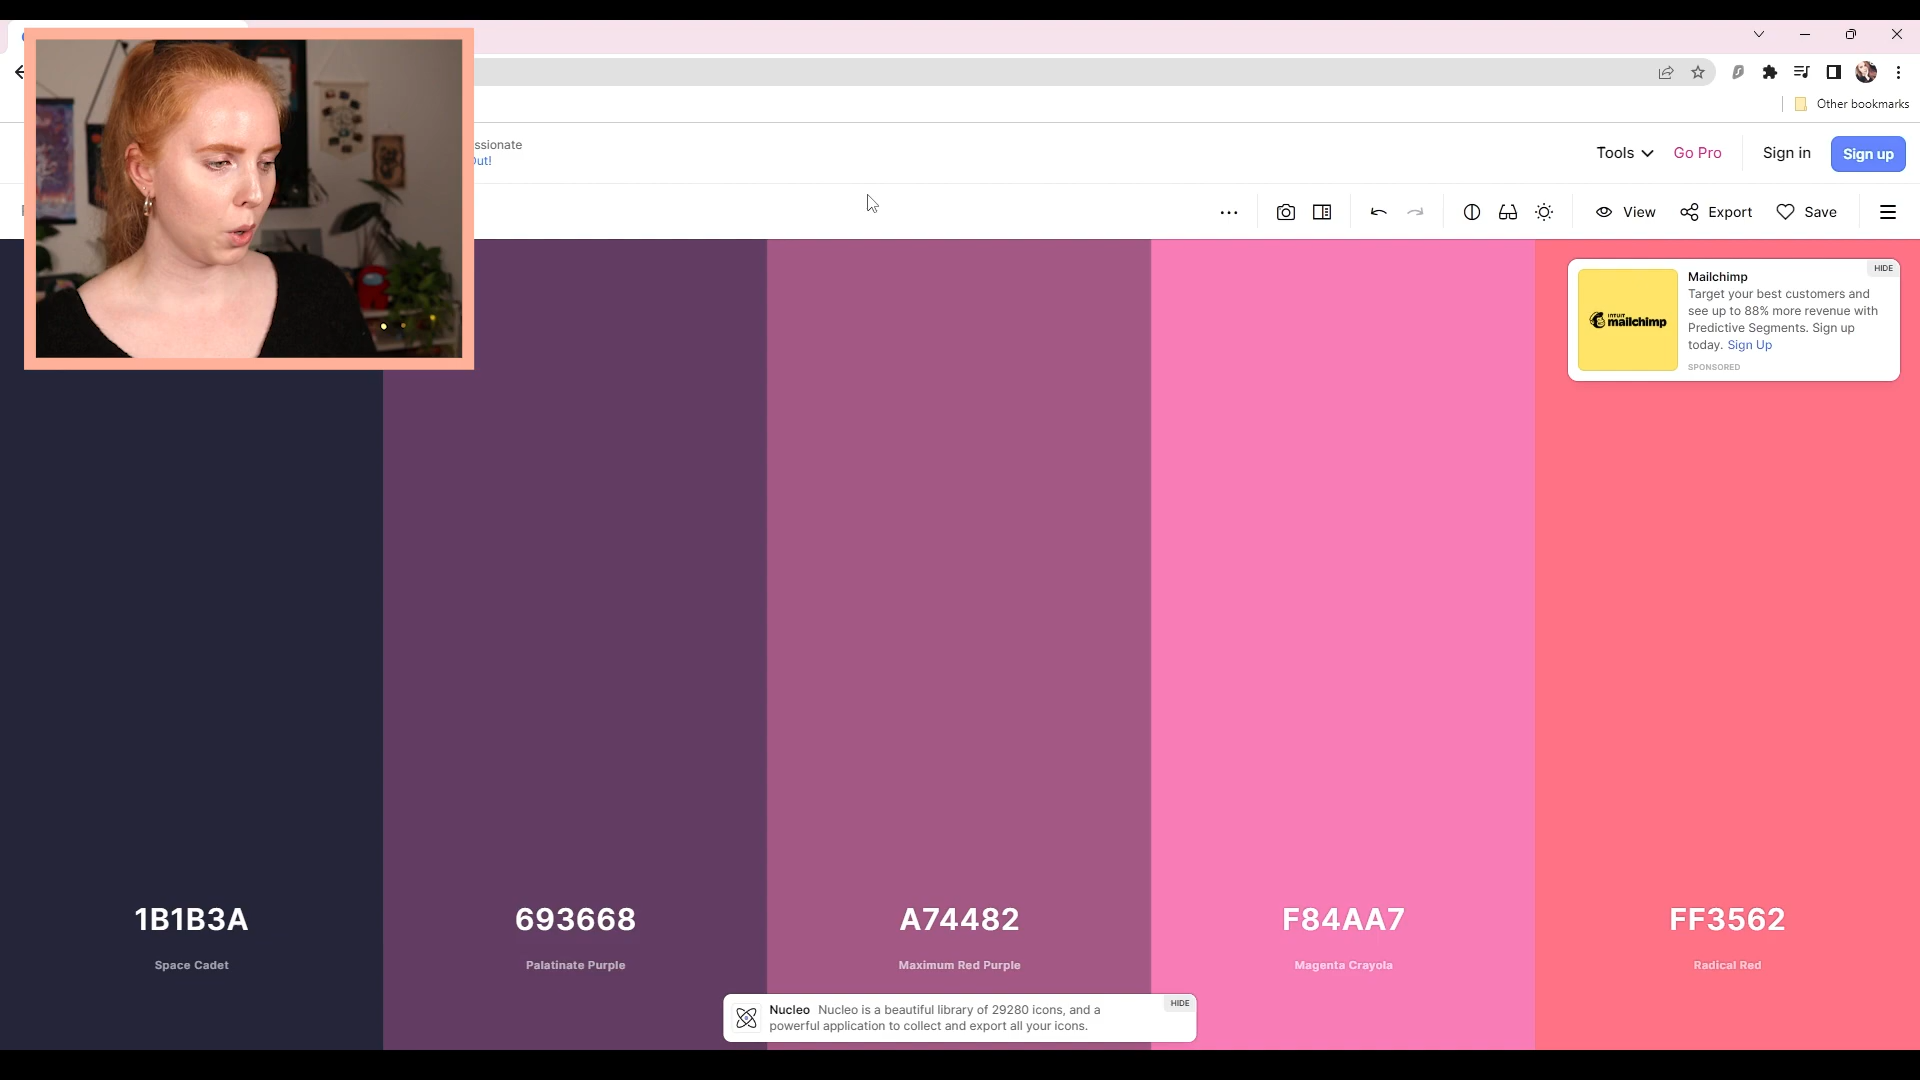 Other bookmarks
ssionate
Out!
Tools
Go Pro
Sign in
Sign up
View
Export
Save
HIDE
Mailchimp
Target your best customers and
see up to 88% more revenue with
Predictive Segments. Sign up
today. Sign Up
SPONSORED
INTUIT
mailchimp
1B1B3A
693668
A74482
F84AA7
FF3562
Space Cadet
Palatinate Purple
Maximum Red Purple
Magenta Crayola
Radical Red
HIDE
Nucleo Nucleo is a beautiful library of 29280 icons, and a
powerful application to collect and export all your icons.